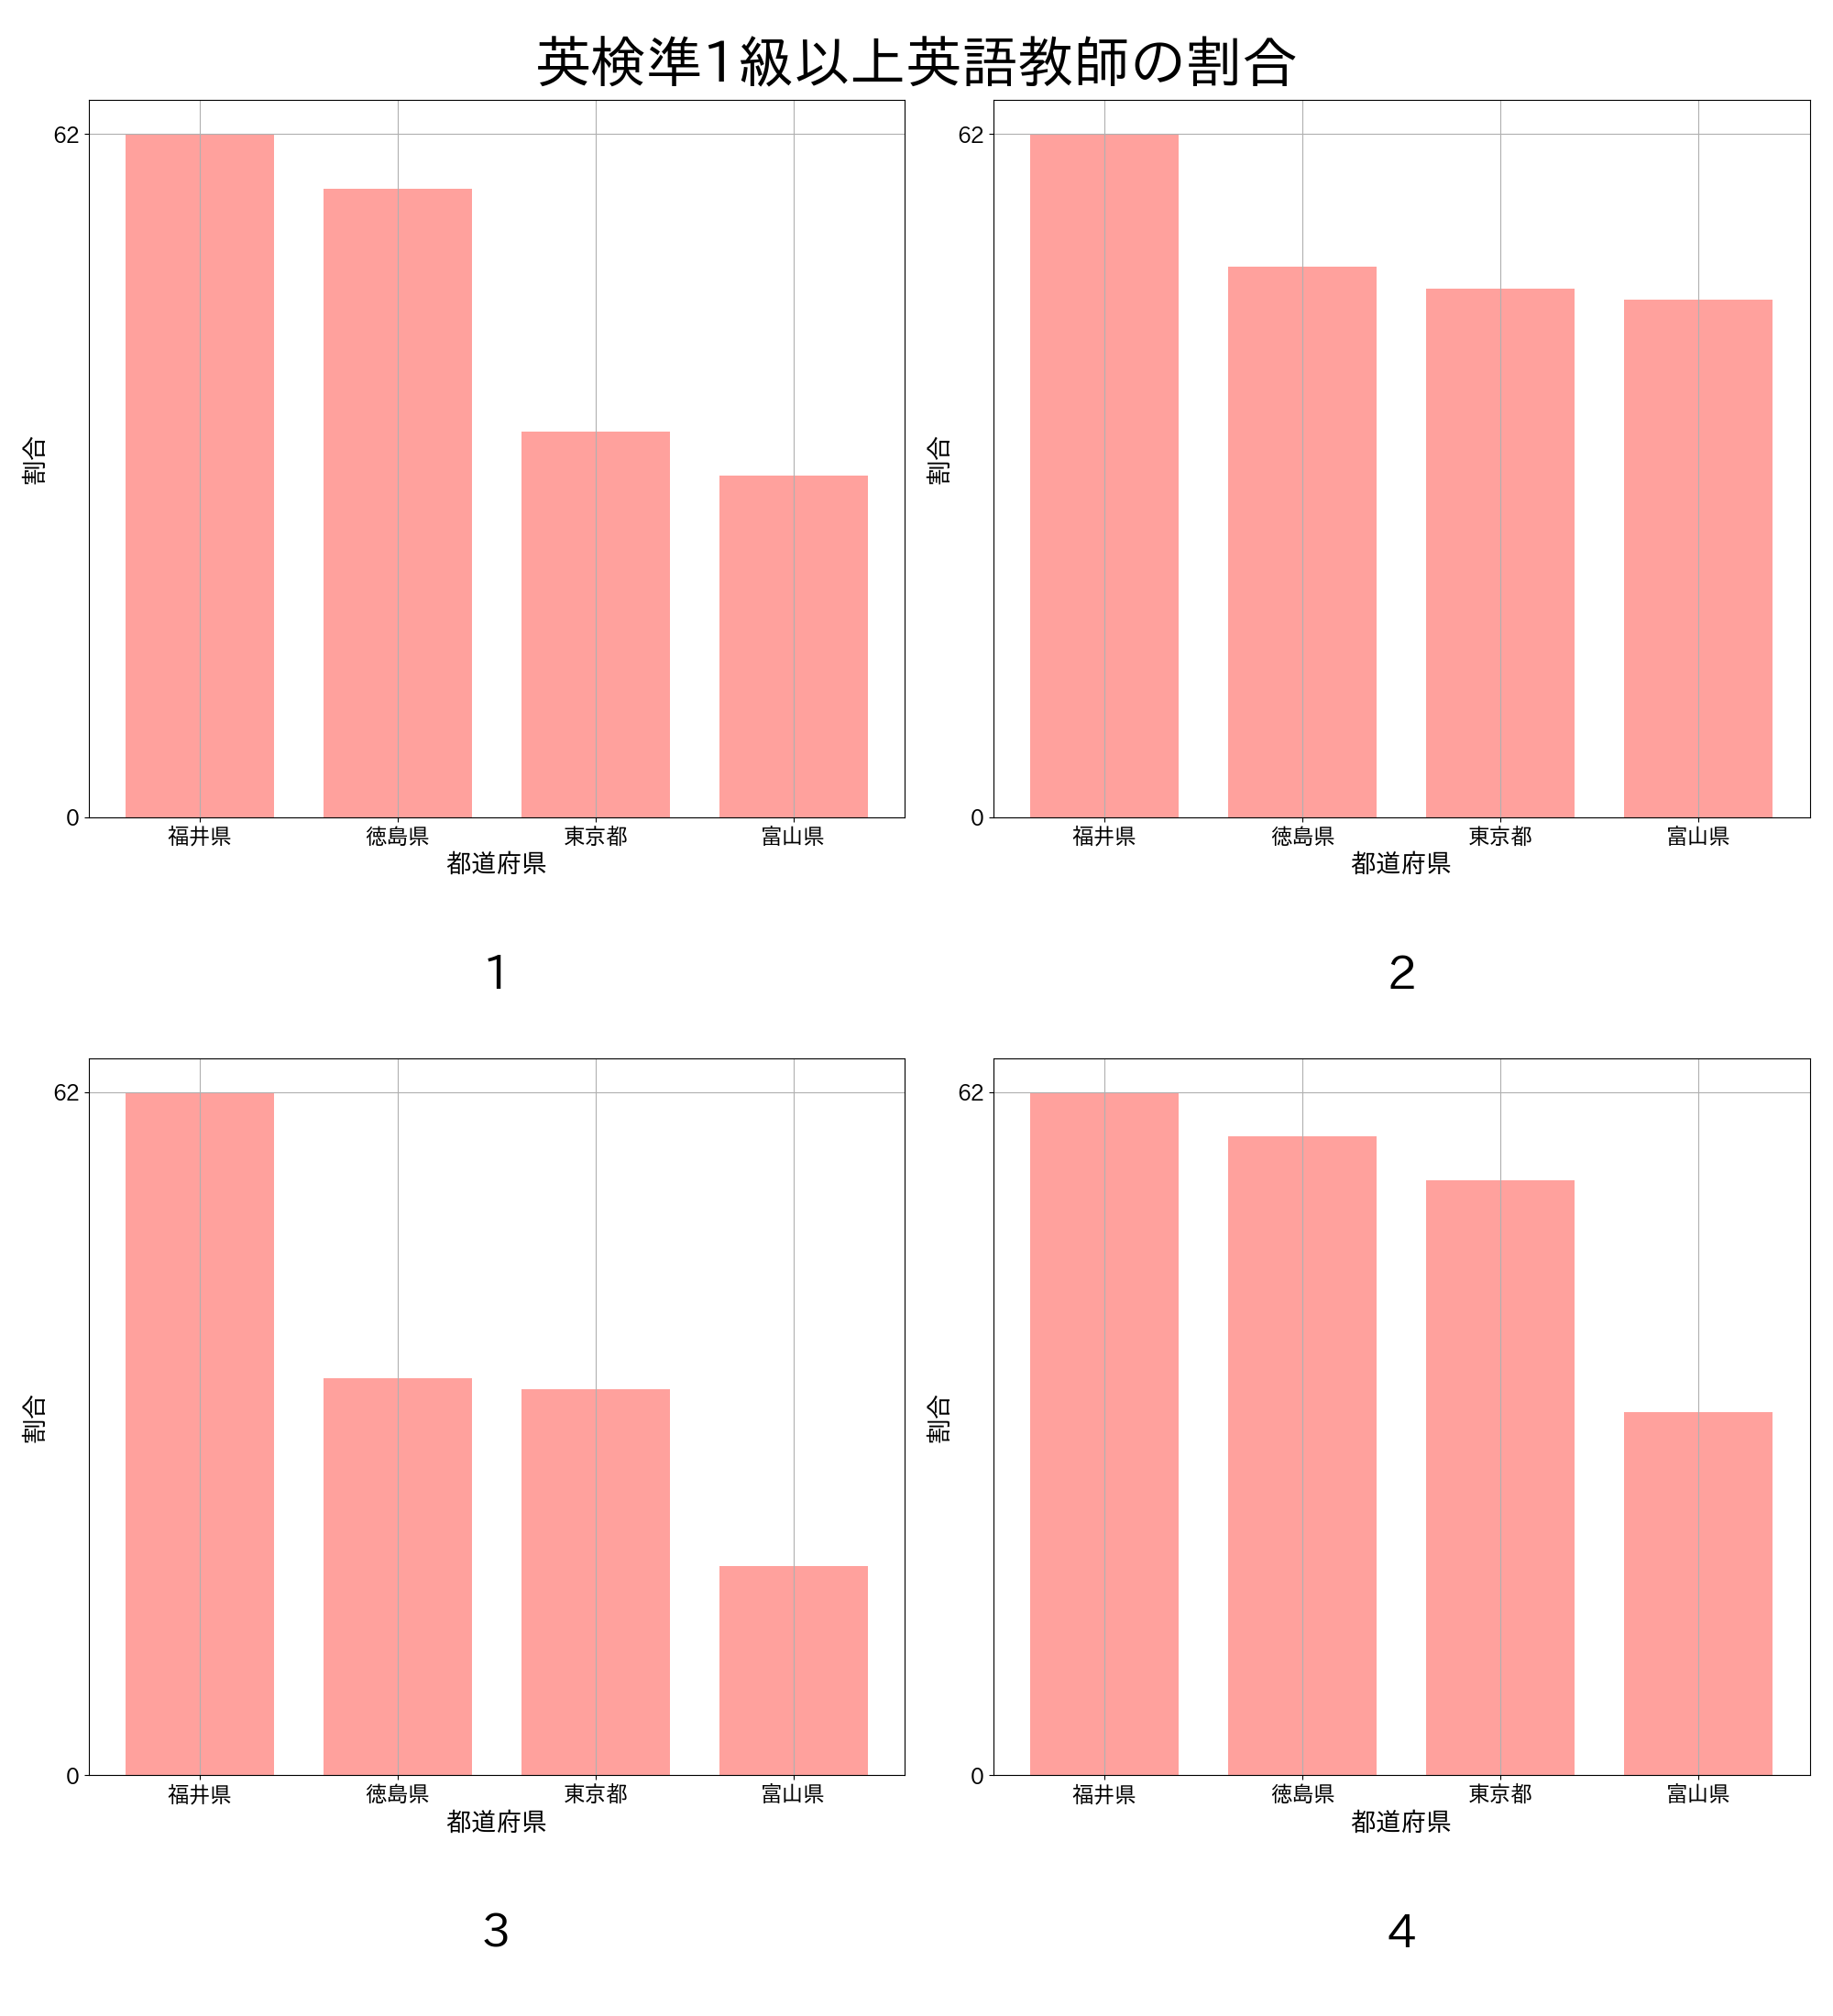 英検準1級以上英語教師の割合
62
0
割合
福井県 徳島県 東京都 富山県
都道府県
1
62
0
割合
福井県 徳島県 東京都 富山県
都道府県
2
62
0
割合
福井県 徳島県 東京都 富山県
都道府県
3
62
0
割合
福井県 徳島県 東京都 富山県
都道府県
4